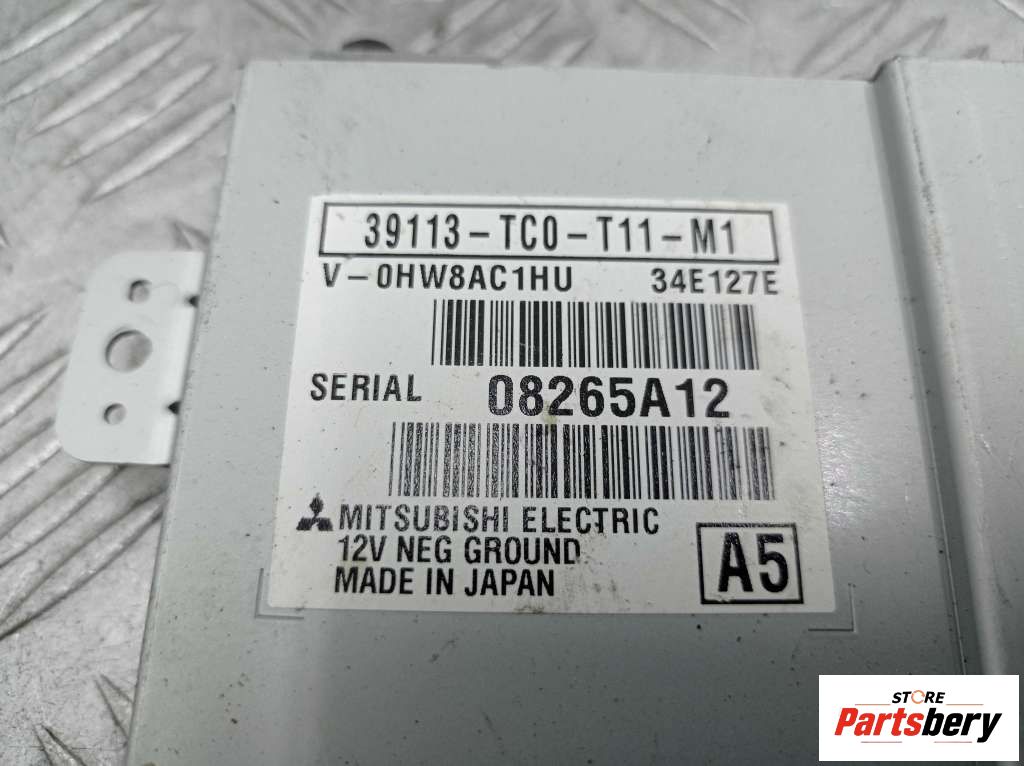 39113-TC0-T11-M1
V-0HW8AC1HU 34E127E
SERIAL 08265A12
MITSUBISHI ELECTRIC
12V NEG GROUND
MADE IN JAPAN
A5
STORE
Partsbery